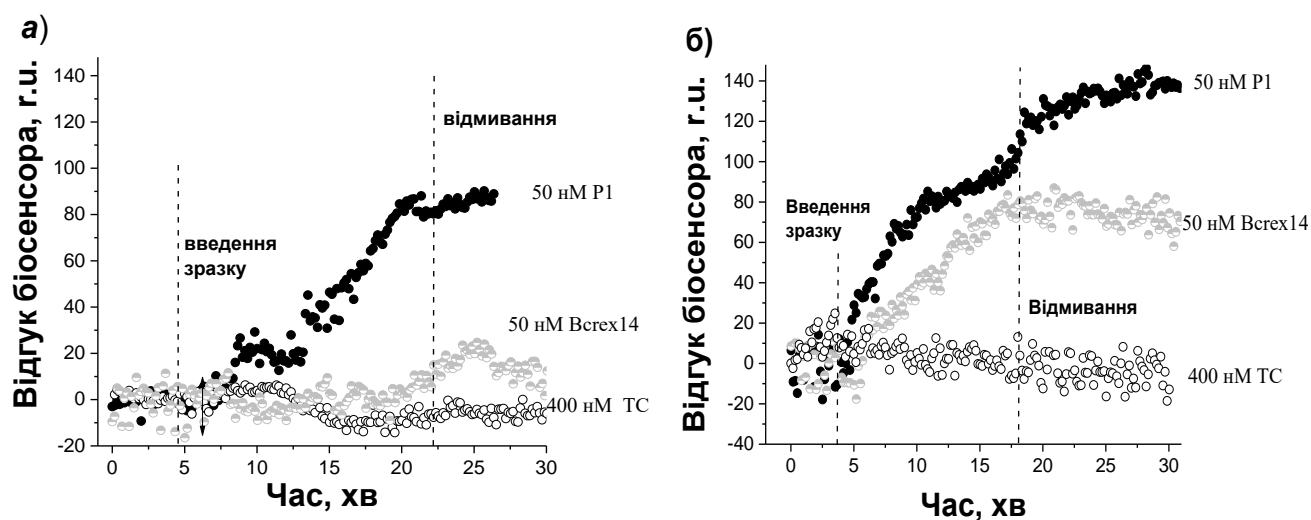 а)
Відгук біосенсора, r.u.
140
120
100
80
60
40
20
0
-20
введення
зразку
відмивання
50 нМ P1
50 нМ Bcrex14
400 нМ TC
0
5
10
15
20
25
30
Час, хв
б)
Відгук біосенсора, r.u.
140
120
100
80
60
40
20
0
-20
-40
Введення
зразку
Відмивання
50 нМ P1
50 нМ Bcrex14
400 нМ TC
0
5
10
15
20
25
30
Час, хв